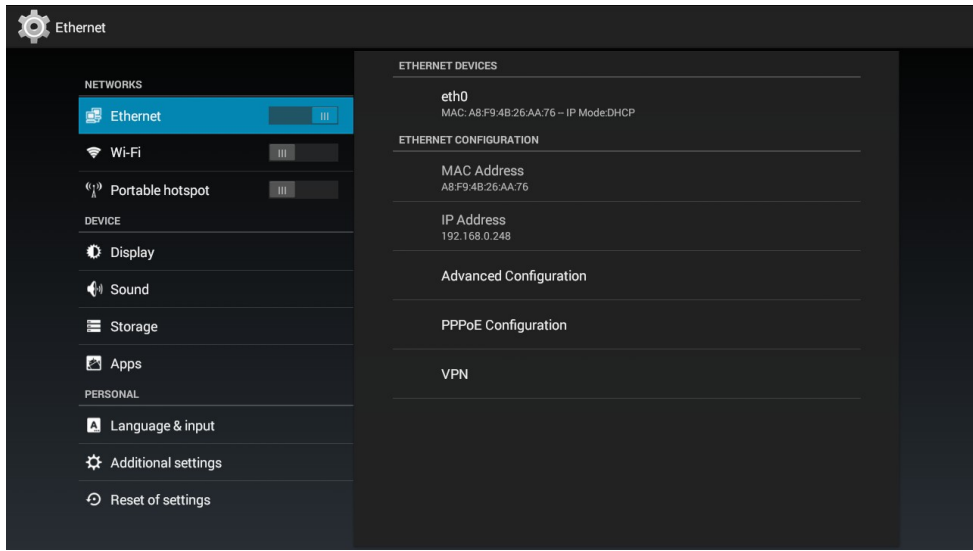 Ethernet
NETWORKS
Ethernet
Wi-Fi
Portable hotspot
DEVICE
Display
Sound
Storage
Apps
PERSONAL
Language & input
Additional settings
Reset of settings
ETHERNET DEVICES
eth0
MAC: A8:F9:4B:26:AA:76 – IP Mode:DHCP
ETHERNET CONFIGURATION
MAC Address
A8:F9:4B:26:AA:76
IP Address
192.168.0.248
Advanced Configuration
PPPoE Configuration
VPN